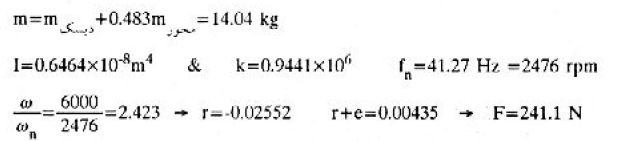 m=m دیسک +0.483m محور =14.04 kg
I=0.6464×10⁻⁸m⁴ & k=0.9441×10⁶ fₙ=41.27 Hz =2476 rpm
ω/ωₙ = 6000/2476 =2.423 → r=-0.02552 r+e=0.00435 → F=241.1 N